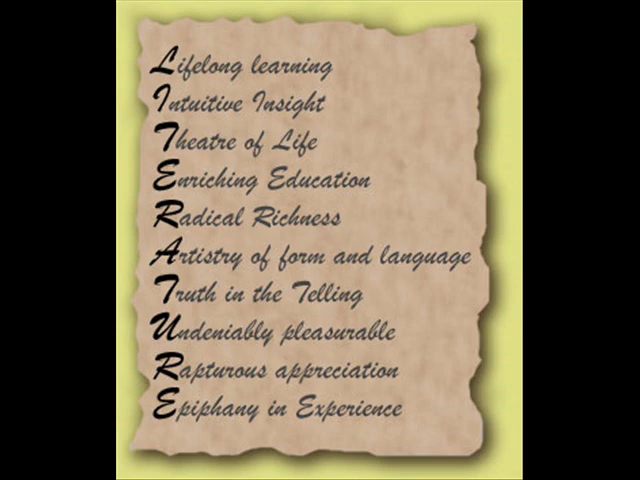 Lifelong learning
Intuitive Insight
Theatre of Life
Enriching Education
Radical Richness
Artistry of form and language
Truth in the Telling
Undeniably pleasurable
Rapturous appreciation
Epiphany in Experience